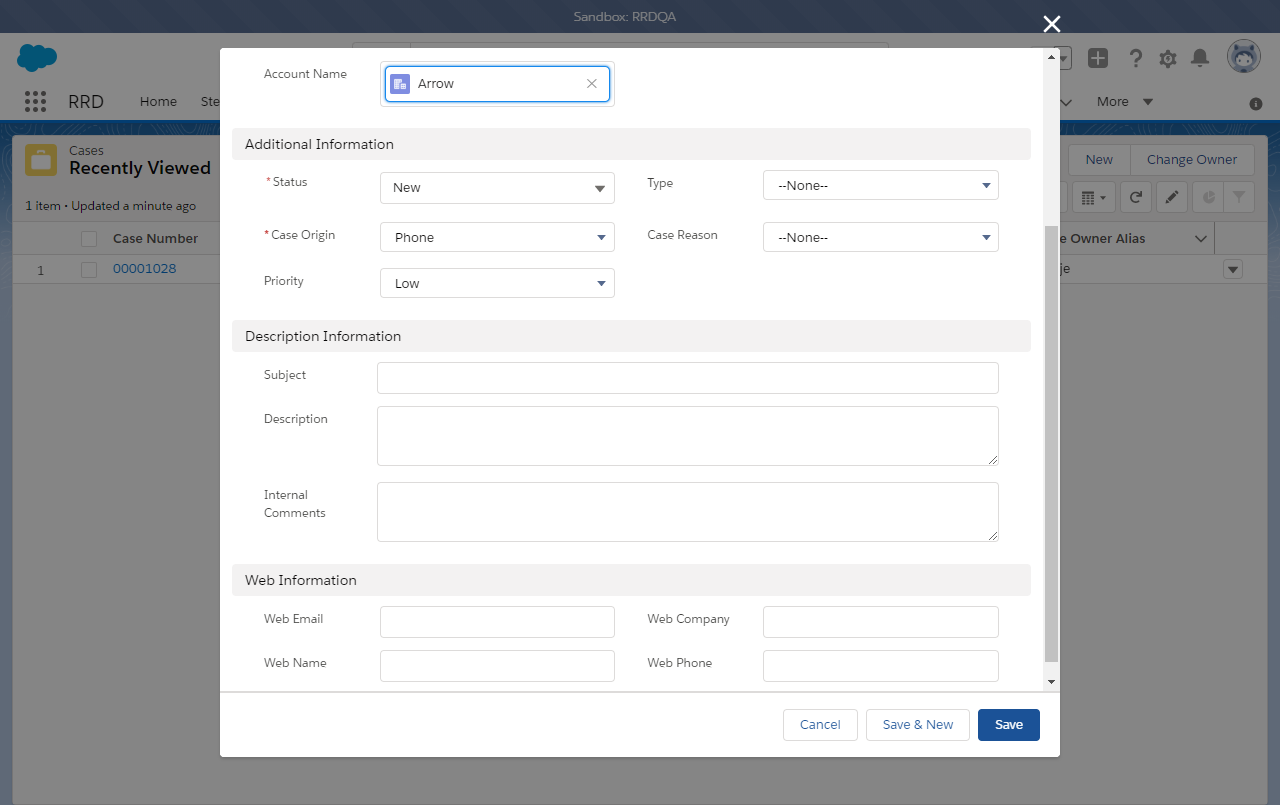 Sandbox: RRDQA
RRD
Home
Ste
More
Cases
Recently Viewed
New
Change Owner
1 item • Updated a minute ago
Case Number
e Owner Alias
1
00001028
je
Account Name
Arrow
Additional Information
*Status
New
Type
--None--
*Case Origin
Phone
Case Reason
--None--
Priority
Low
Description Information
Subject
Description
Internal
Comments
Web Information
Web Email
Web Company
Web Name
Web Phone
Cancel
Save & New
Save